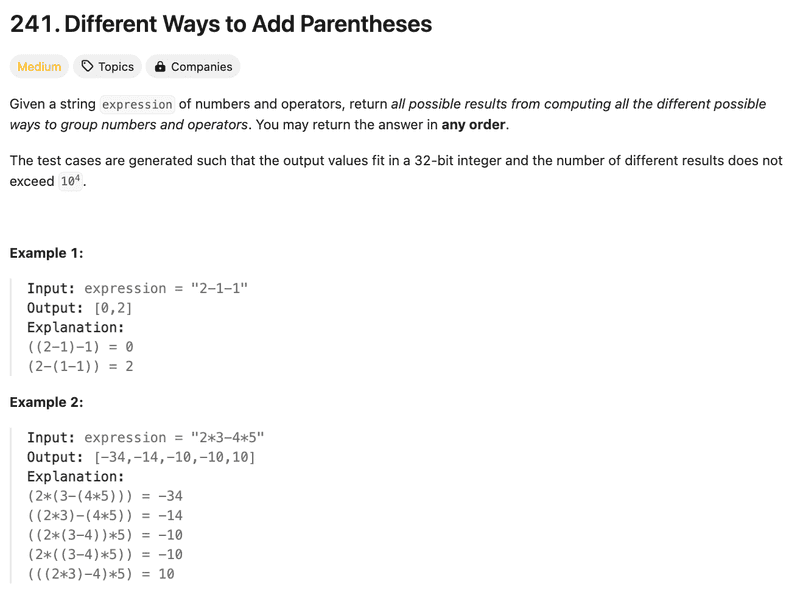 241. Different Ways to Add Parentheses
Medium Topics Companies
Given a string expression of numbers and operators, return all possible results from computing all the different possible
ways to group numbers and operators. You may return the answer in any order.
The test cases are generated such that the output values fit in a 32-bit integer and the number of different results does not
exceed 10⁴.
Example 1:
Input: expression = "2-1-1"
Output: [0,2]
Explanation:
((2-1)-1) = 0
(2-(1-1)) = 2
Example 2:
Input: expression = "2*3-4*5"
Output: [-34,-14,-10,-10,10]
Explanation:
(2*(3-(4*5))) = -34
((2*3)-(4*5)) = -14
((2*(3-4))*5) = -10
(2*((3-4)*5)) = -10
(((2*3)-4)*5) = 10